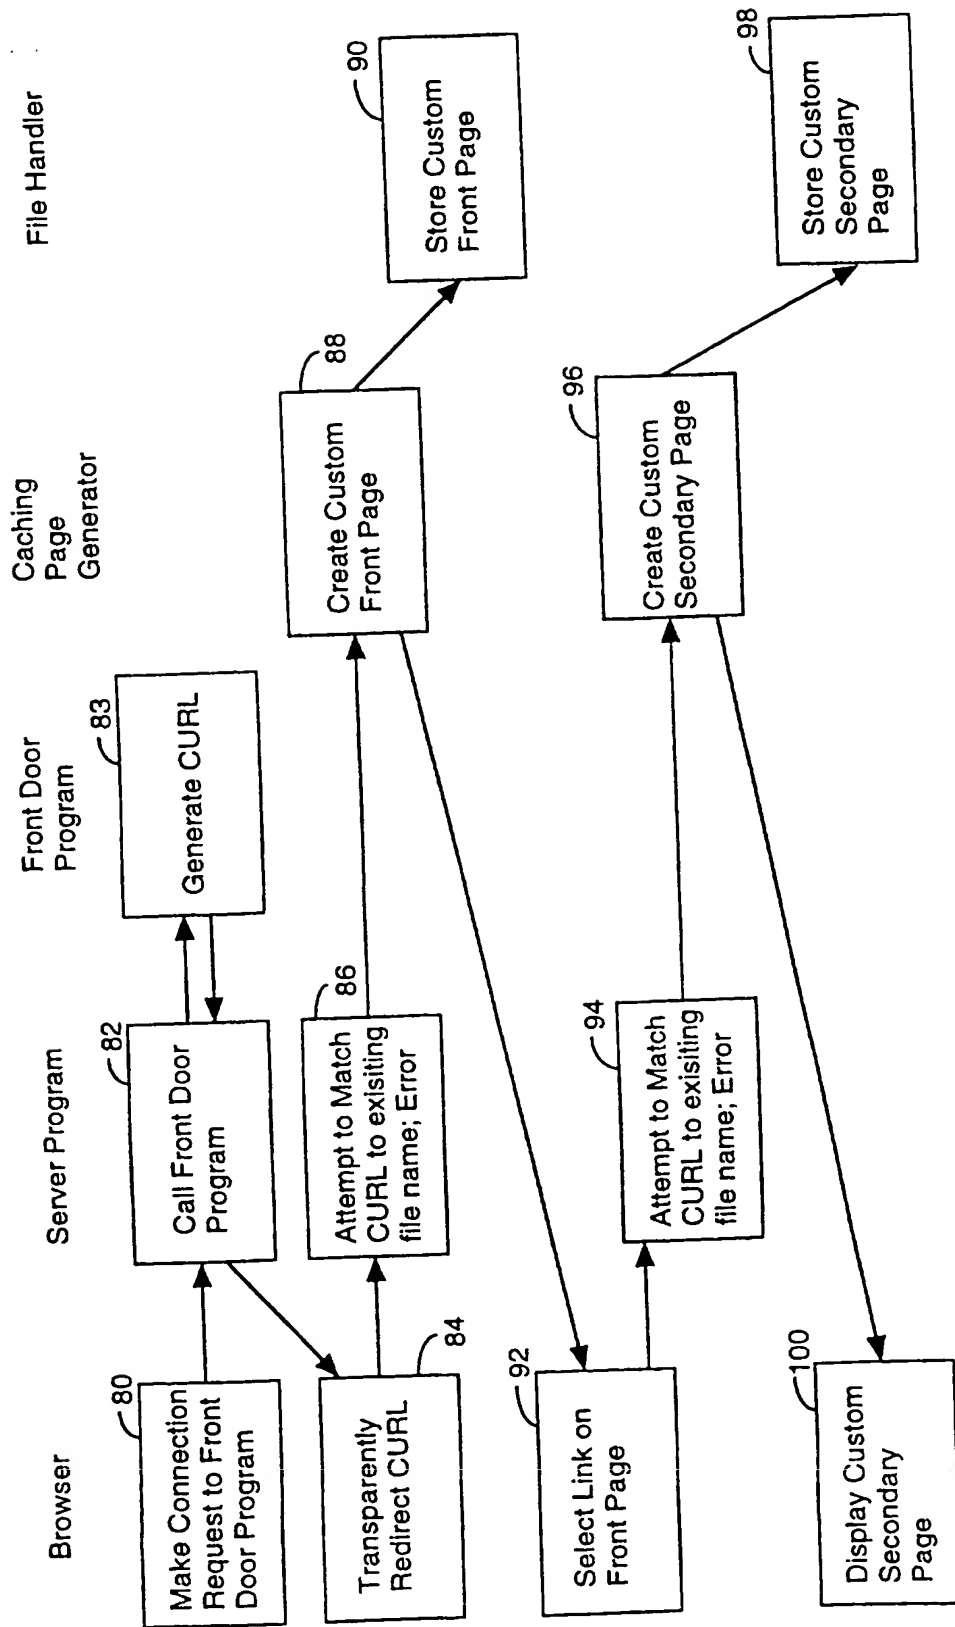 Browser
Server Program
Front Door
Program
Caching
Page
Generator
File Handler
80
Make Connection
Request to Front
Door Program
82
Call Front Door
Program
83
Generate CURL
84
Transparently
Redirect CURL
86
Attempt to Match
CURL to exisiting
file name; Error
88
Create Custom
Front Page
90
Store Custom
Front Page
92
Select Link on
Front Page
94
Attempt to Match
CURL to exisiting
file name; Error
96
Create Custom
Secondary Page
98
Store Custom
Secondary
Page
100
Display Custom
Secondary
Page